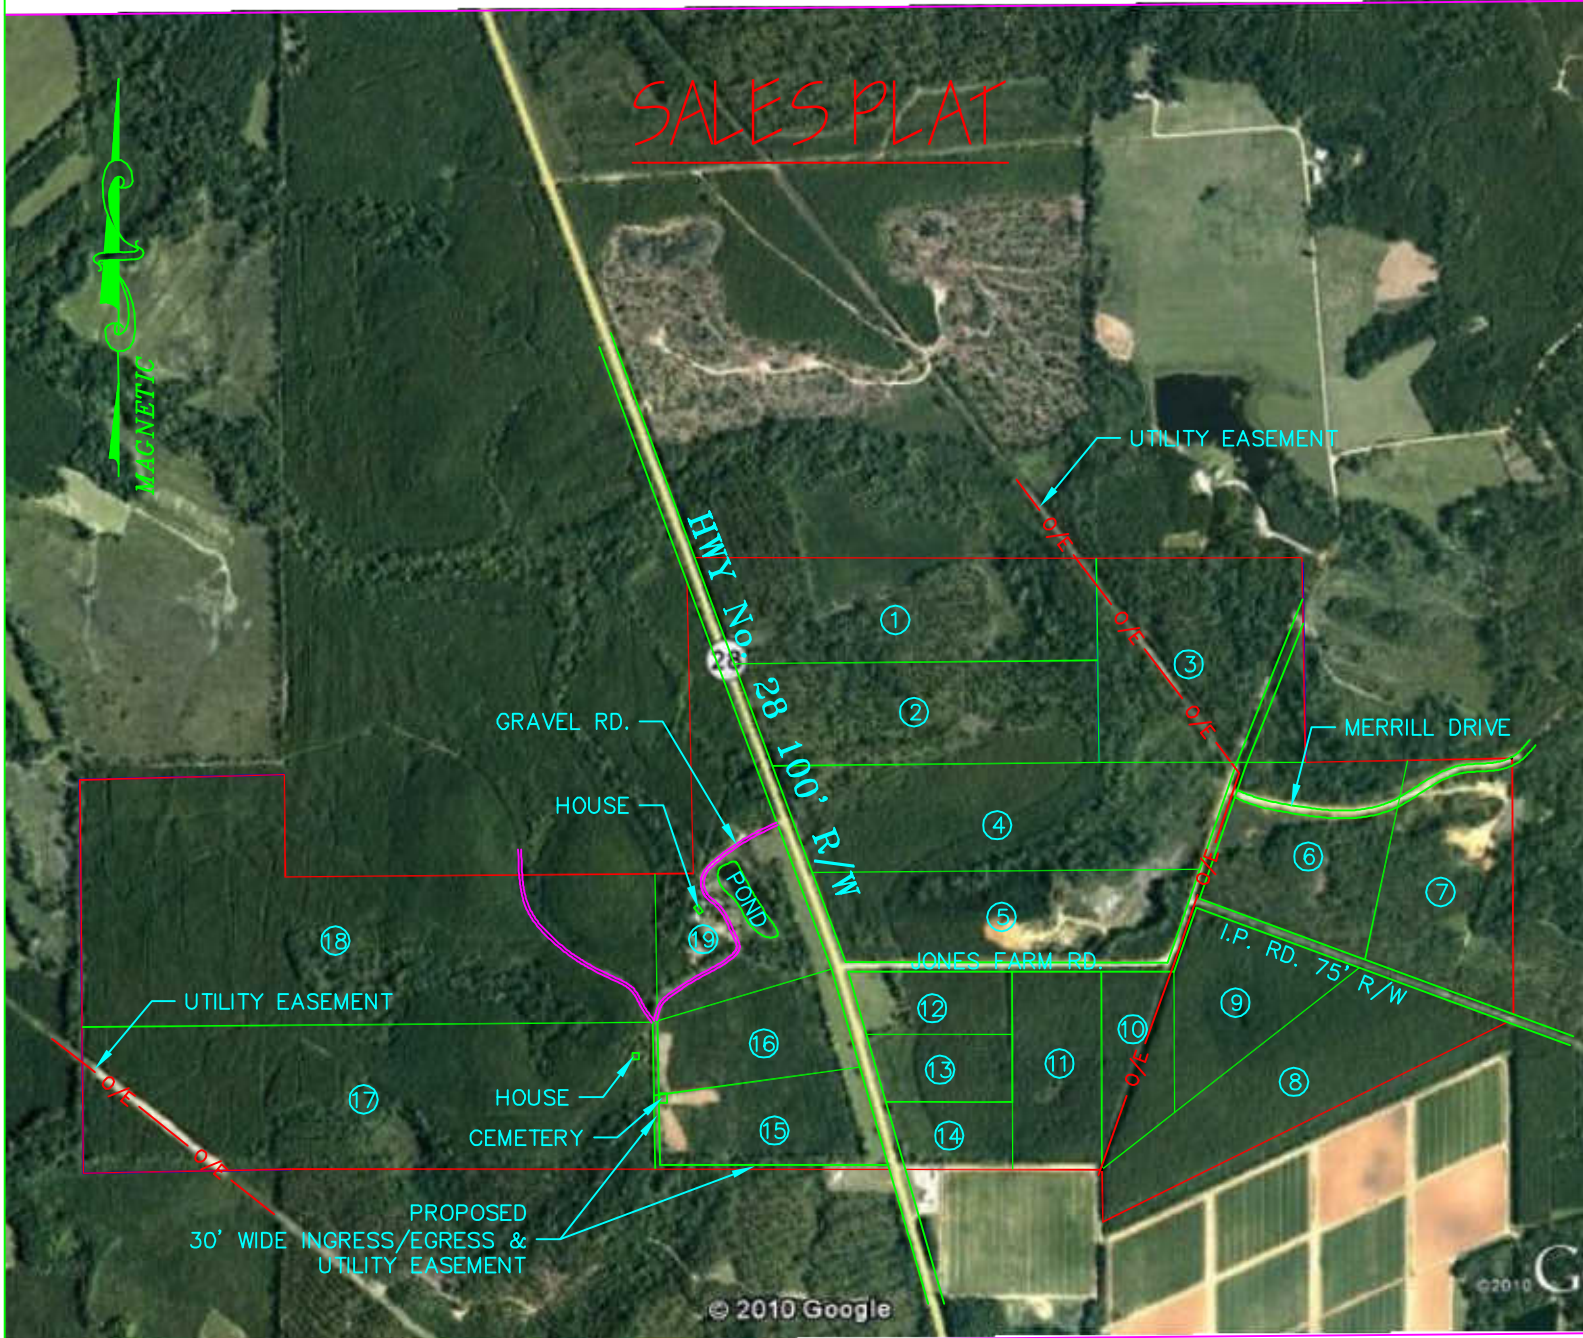 SALES PLAT
MAGNETIC
UTILITY EASEMENT
O/E
HWY No. 28 100' R/W
28
O/E
1
3
2
O/E
GRAVEL RD.
MERRILL DRIVE
HOUSE
4
6
O/E
7
POND
5
19
18
I.P. RD. 75' R/W
JONES FARM RD.
UTILITY EASEMENT
12
9
10
16
13
11
O/E
8
O/E
17
HOUSE
CEMETERY
15
14
O/E
PROPOSED
30' WIDE INGRESS/EGRESS &
UTILITY EASEMENT
© 2010 Google
©2010 G